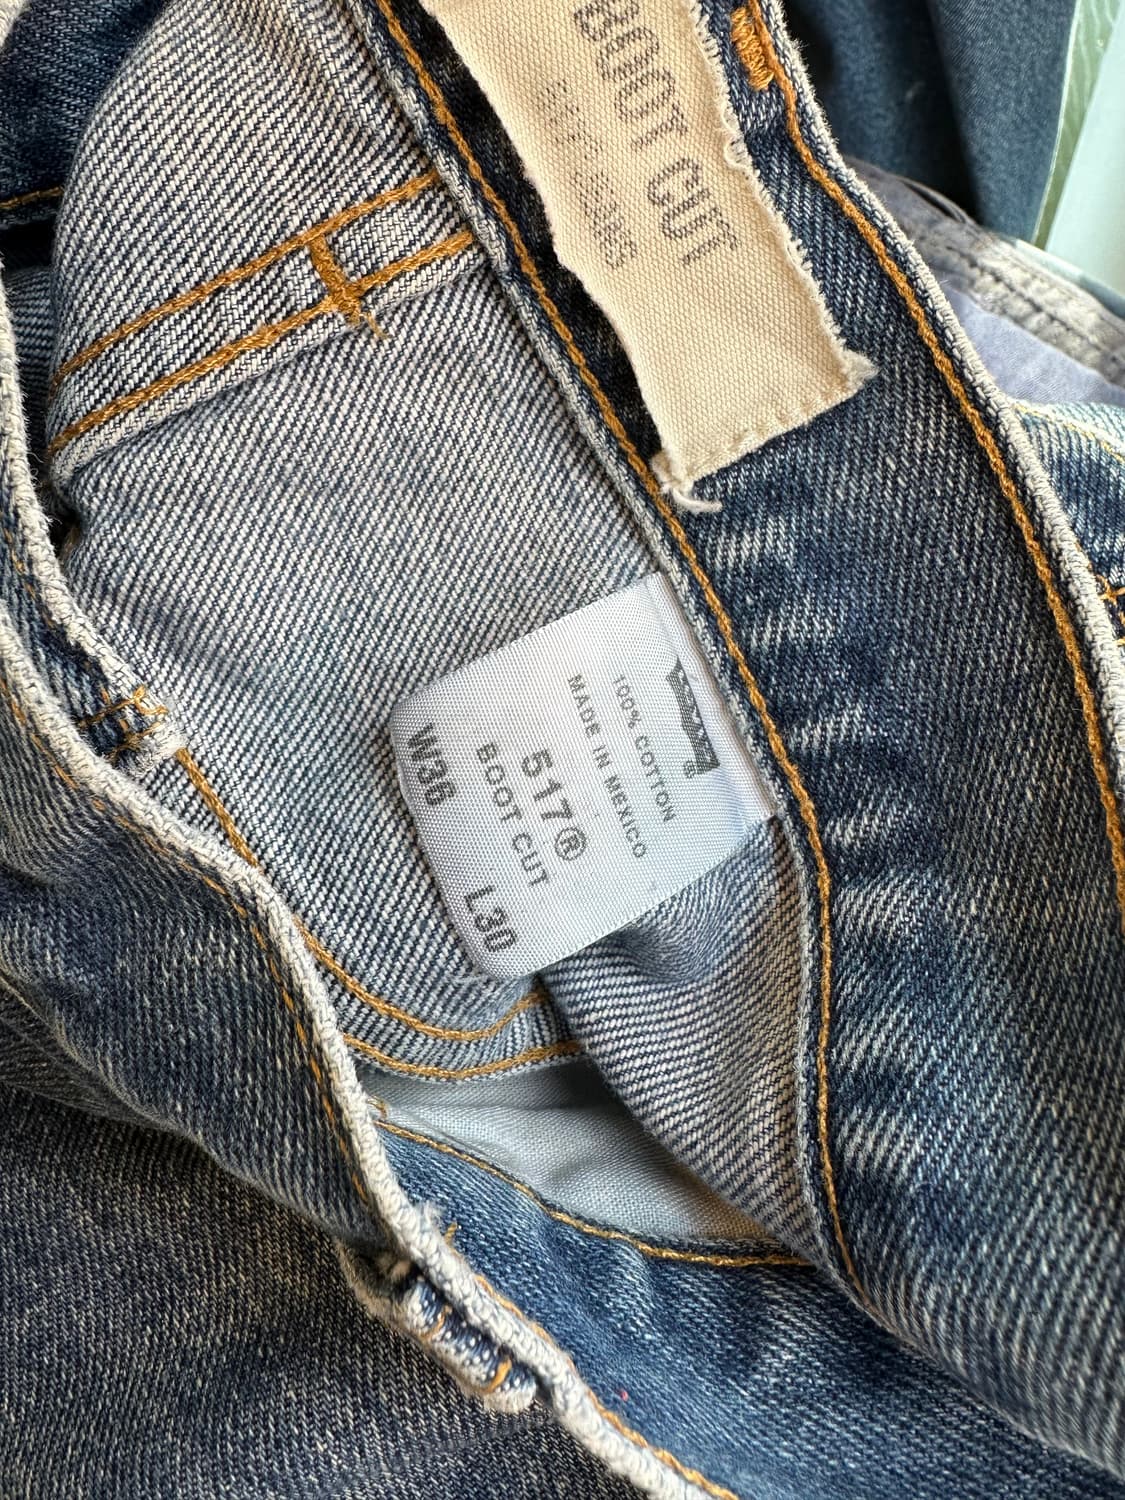 BOOT CUT
100% COTTON
MADE IN MEXICO
517®
BOOT CUT
W36 L30